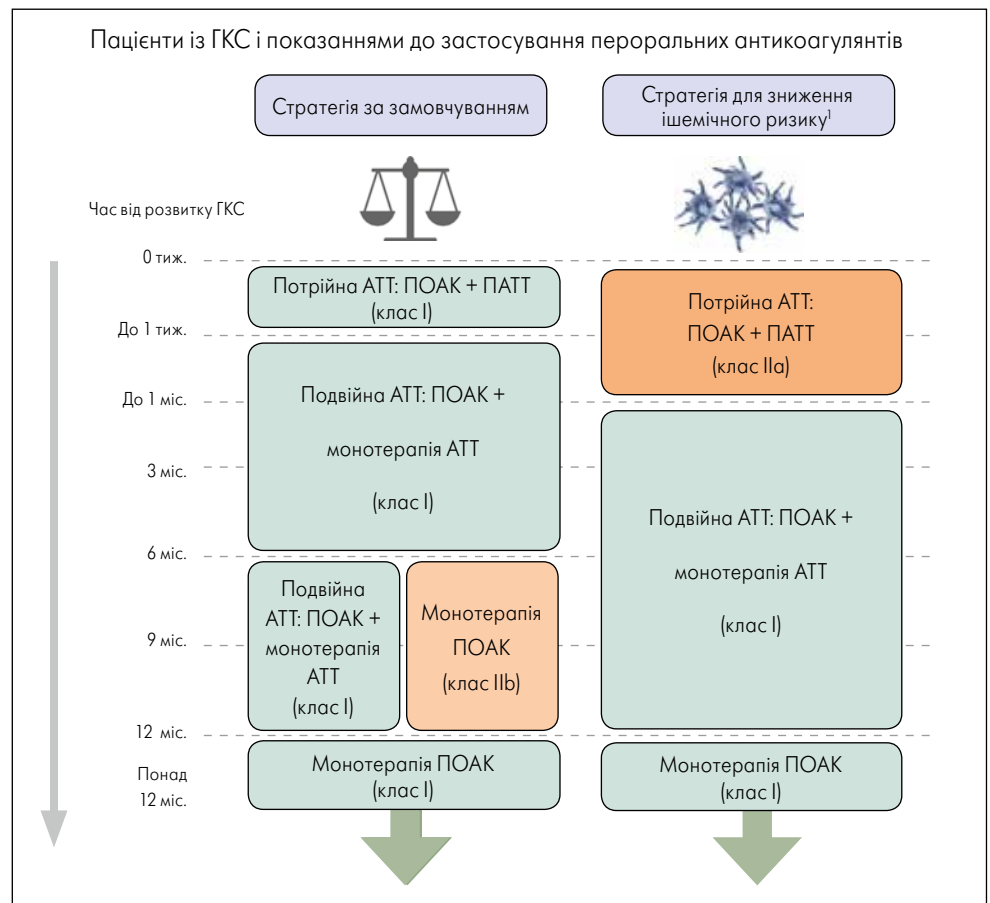 Пацієнти із ГКС і показаннями до застосування пероральних антикоагулянтів
Стратегія за замовчуванням
Стратегія для зниження
ішемічного ризику¹
Час від розвитку ГКС
0 тиж.
До 1 тиж.
До 1 міс.
3 міс.
6 міс.
9 міс.
12 міс.
Понад
12 міс.
Потрійна АТТ: ПОАК + ПАТТ
(клас I)
Подвійна АТТ: ПОАК +
монотерапія АТТ
(клас I)
Подвійна
АТТ: ПОАК +
монотерапія
АТТ
(клас I)
Монотерапія
ПОАК
(клас IIb)
Монотерапія ПОАК
(клас I)
Потрійна АТТ:
ПОАК + ПАТТ
(клас IIa)
Подвійна АТТ: ПОАК +
монотерапія АТТ
(клас I)
Монотерапія ПОАК
(клас I)